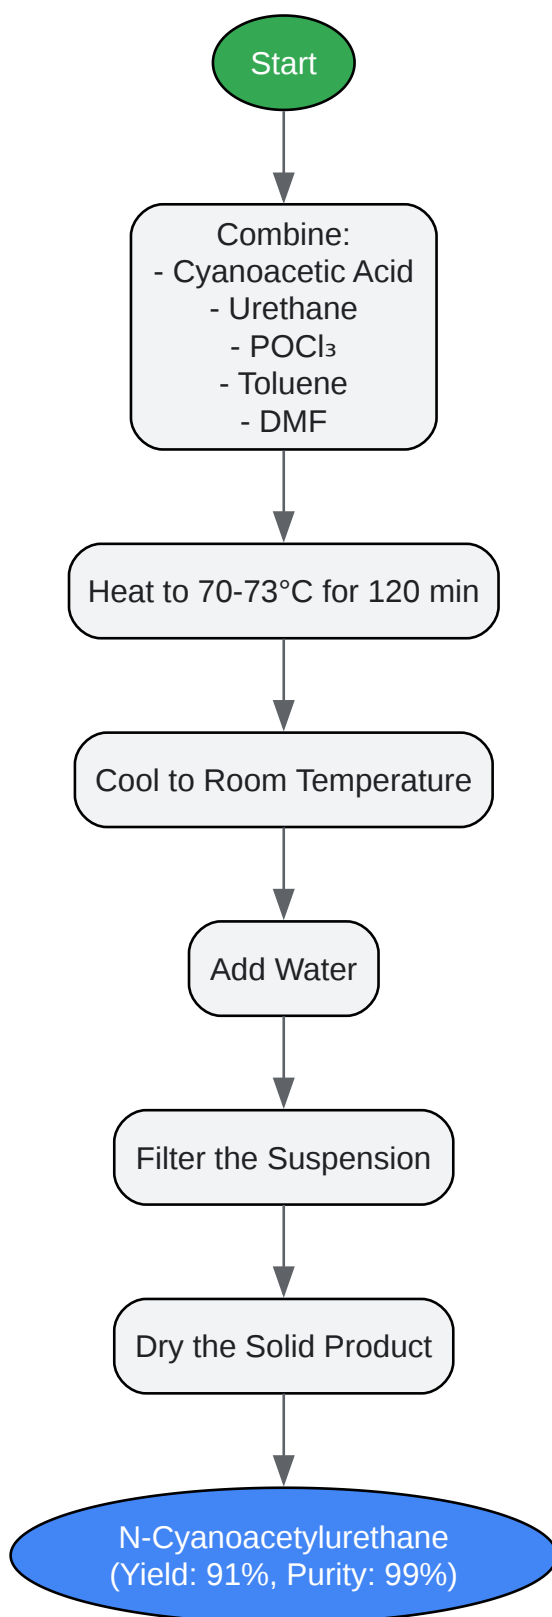 Start
Combine:
- Cyanoacetic Acid
- Urethane
- POCl₃
- Toluene
- DMF
Heat to 70-73°C for 120 min
Cool to Room Temperature
Add Water
Filter the Suspension
Dry the Solid Product
N-Cyanoacetylurethane
(Yield: 91%, Purity: 99%)